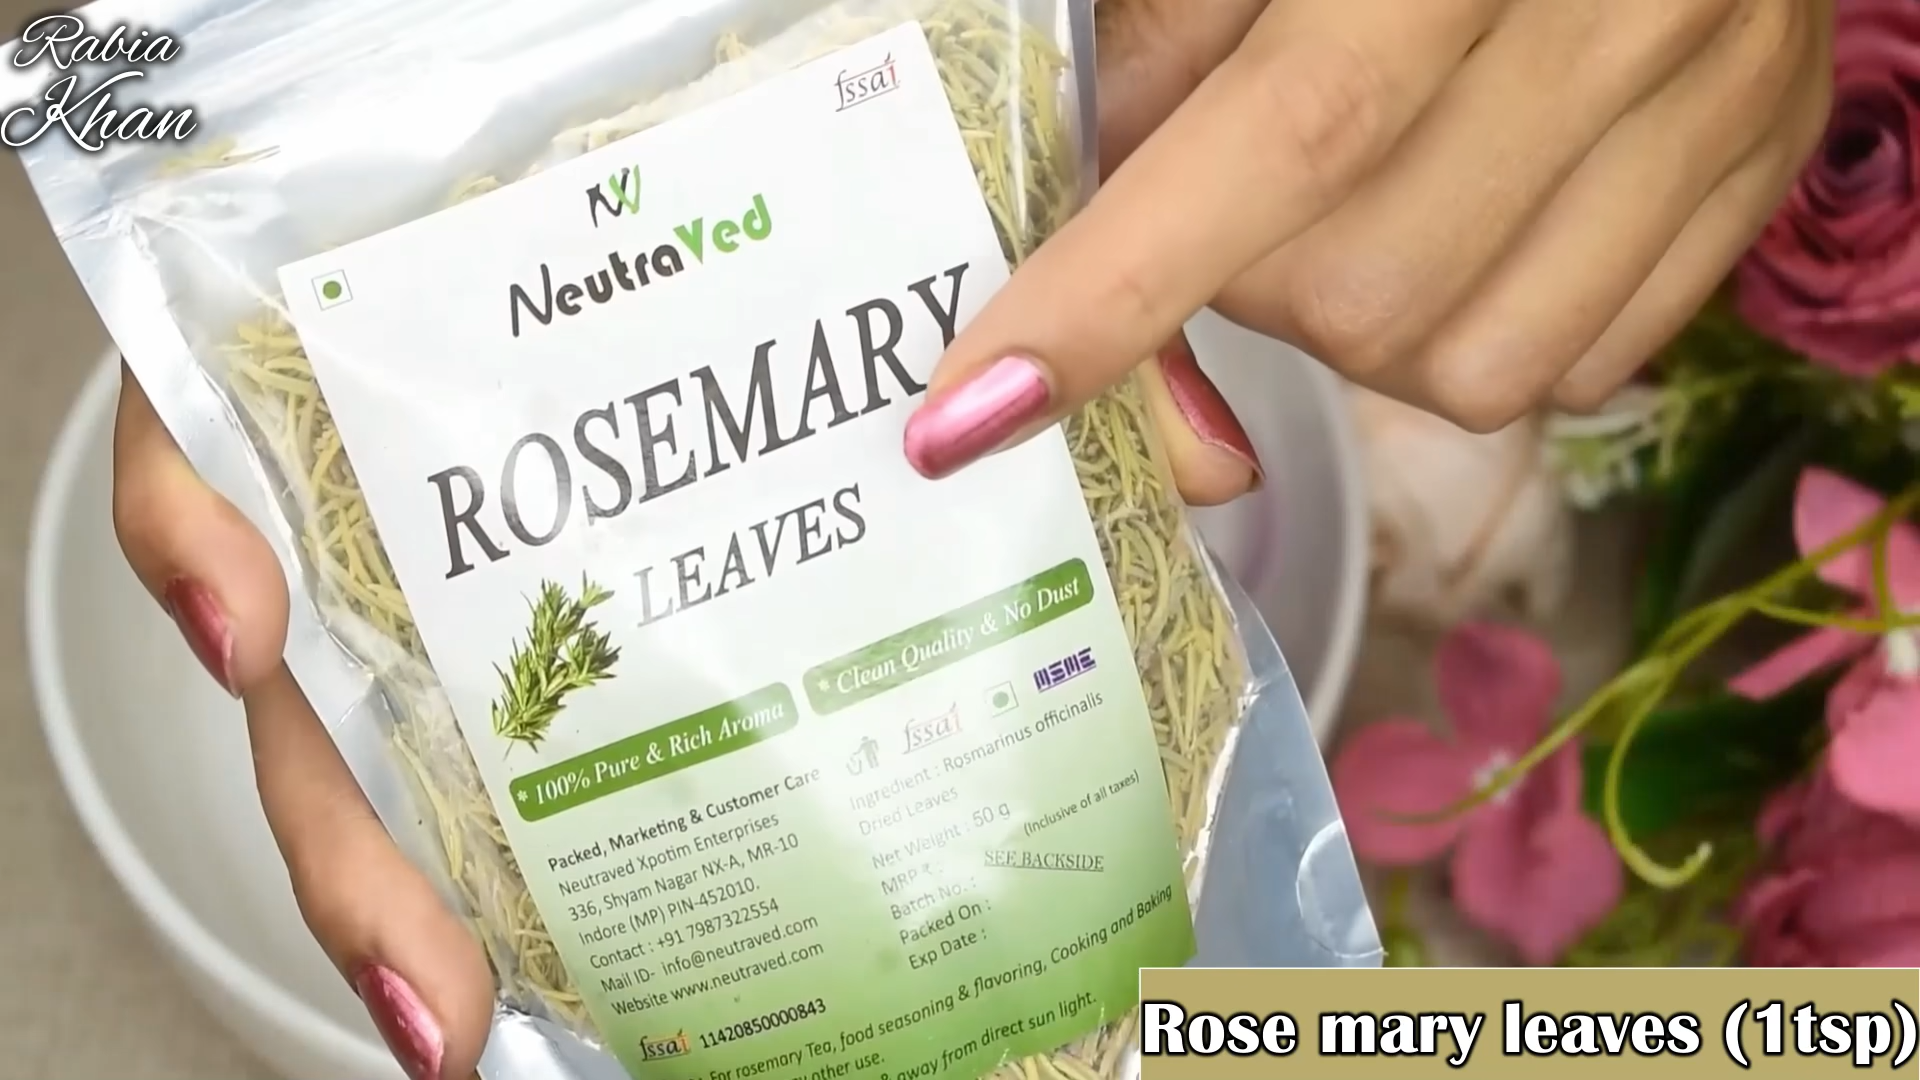 Rabia
Khan
fssai
NeutraVed
ROSEMARY
LEAVES
* 100% Pure & Rich Aroma
* Clean Quality & No Dust
Packed, Marketing & Customer Care
Neutraved Xpotim Enterprises
336, Shyam Nagar NX-A, MR-10
Indore (MP) PIN-452010.
Contact : +91 7987322554
Mail ID- info@neutraved.com
Website www.neutraved.com
fssai 11420850000843
fssai
MSME
Ingredient : Rosmarinus officinalis
Dried Leaves
Net Weight : 50 g
MRP ₹ : (Inclusive of all taxes)
SEE BACKSIDE
Batch No. :
Packed On :
Exp Date :
For rosemary Tea, food seasoning & flavoring, Cooking and Baking
other use.
& away from direct sun light.
Rose mary leaves (1tsp)